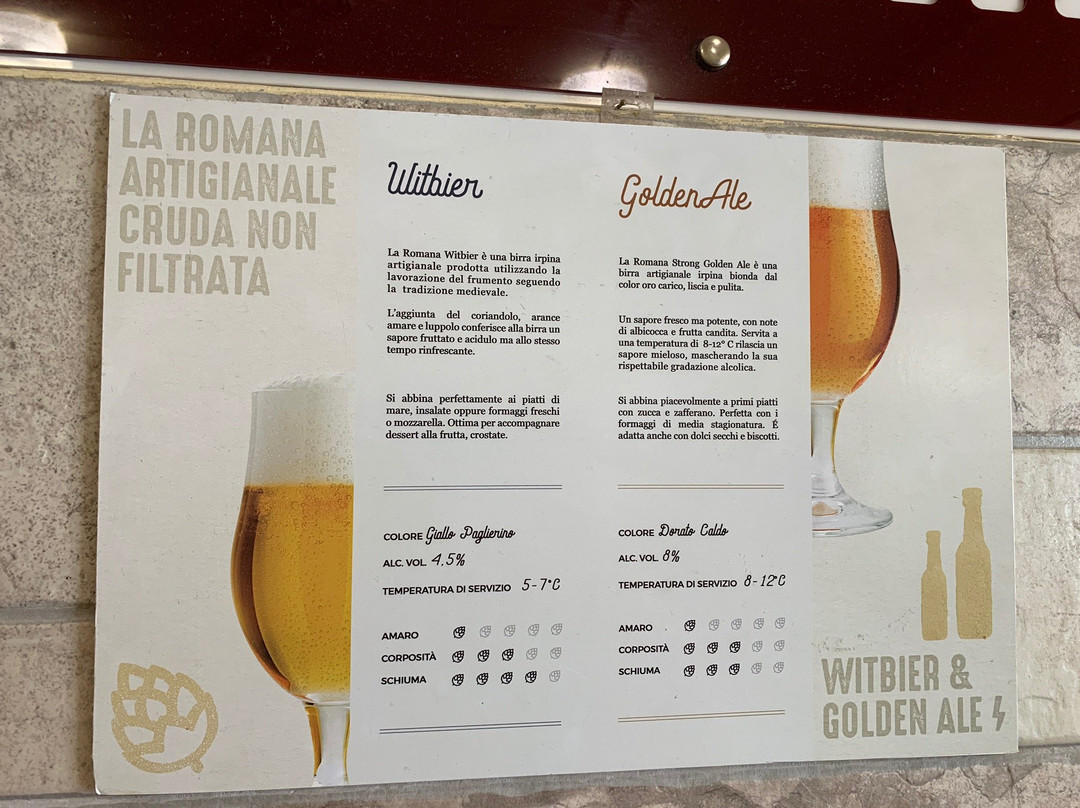 LA ROMANA
ARTIGIANALE
CRUDA NON
FILTRATA
Witbier
La Romana Witbier è una birra irpina
artigianale prodotta utilizzando la
lavorazione del frumento seguendo
la tradizione medievale.
L'aggiunta del coriandolo, arance
amare e luppolo conferisce alla birra un
sapore fruttato e acidulo ma allo stesso
tempo rinfrescante.
Si abbina perfettamente ai piatti di
mare, insalate oppure formaggi freschi
o mozzarella. Ottima per accompagnare
dessert alla frutta, crostate.
COLORE Giallo Paglierino
ALC. VOL. 4.5%
TEMPERATURA DI SERVIZIO 5-7°C
AMARO
CORPOSITÀ
SCHIUMA
Golden Ale
La Romana Strong Golden Ale è una
birra artigianale irpina bionda dal
color oro carico, liscia e pulita.
Un sapore fresco ma potente, con note
di albicocca e frutta candita. Servita a
una temperatura di 8-12° C rilascia un
sapore mieloso, mascherando la sua
rispettabile gradazione alcolica.
Si abbina piacevolmente a primi piatti
con zucca e zafferano. Perfetta con i
formaggi di media stagionatura. É
adatta anche con dolci secchi e biscotti.
COLORE Dorato Caldo
ALC. VOL. 8%
TEMPERATURA DI SERVIZIO 8-12°C
AMARO
CORPOSITÀ
SCHIUMA
WITBIER &
GOLDEN ALE